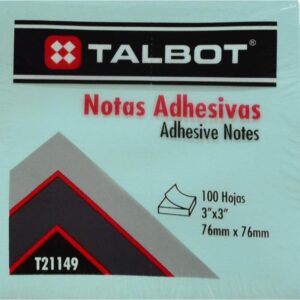 TALBOT®
Notas Adhesivas
Adhesive Notes
100 Hojas
3"x3"
76mm x 76mm
T21149